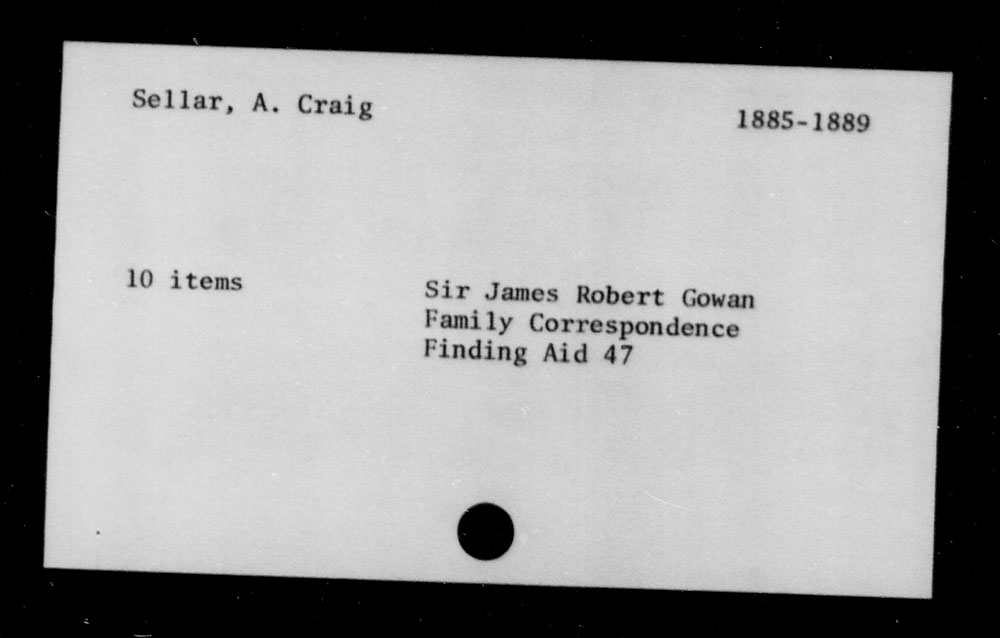 Sellar, A. Craig
1885-1889
10 items
Sir James Robert Gowan
Family Correspondence
Finding Aid 47